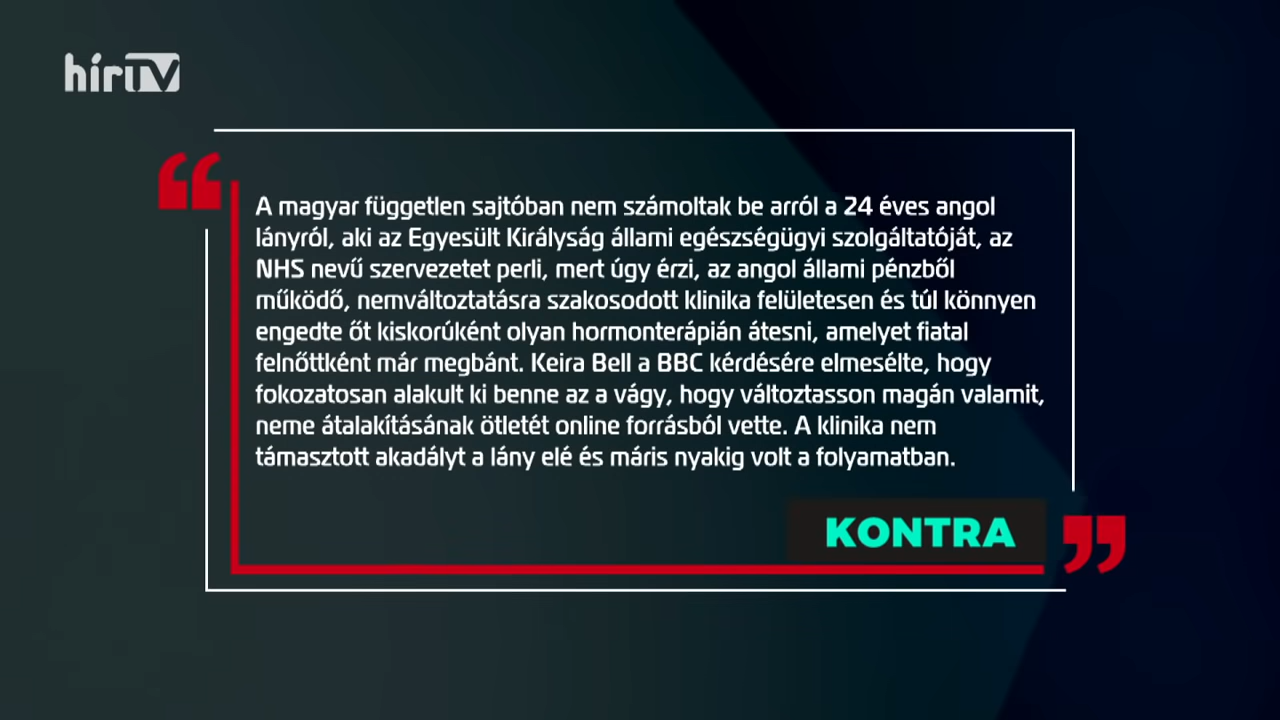 hírTV
A magyar független sajtóban nem számoltak be arról a 24 éves angol
lányról, aki az Egyesült Királyság állami egészségügyi szolgáltatóját, az
NHS nevű szervezetet perli, mert úgy érzi, az angol állami pénzből
működő, nemváltoztatásra szakosodott klinika felületesen és túl könnyen
engedte őt kiskorúként olyan hormonterápián átesni, amelyet fiatal
felnőttként már megbánt. Keira Bell a BBC kérdésére elmesélte, hogy
fokozatosan alakult ki benne az a vágy, hogy változtasson magán valamit,
neme átalakításának ötletét online forrásból vette. A klinika nem
támasztott akadályt a lány elé és máris nyakig volt a folyamatban.
KONTRA